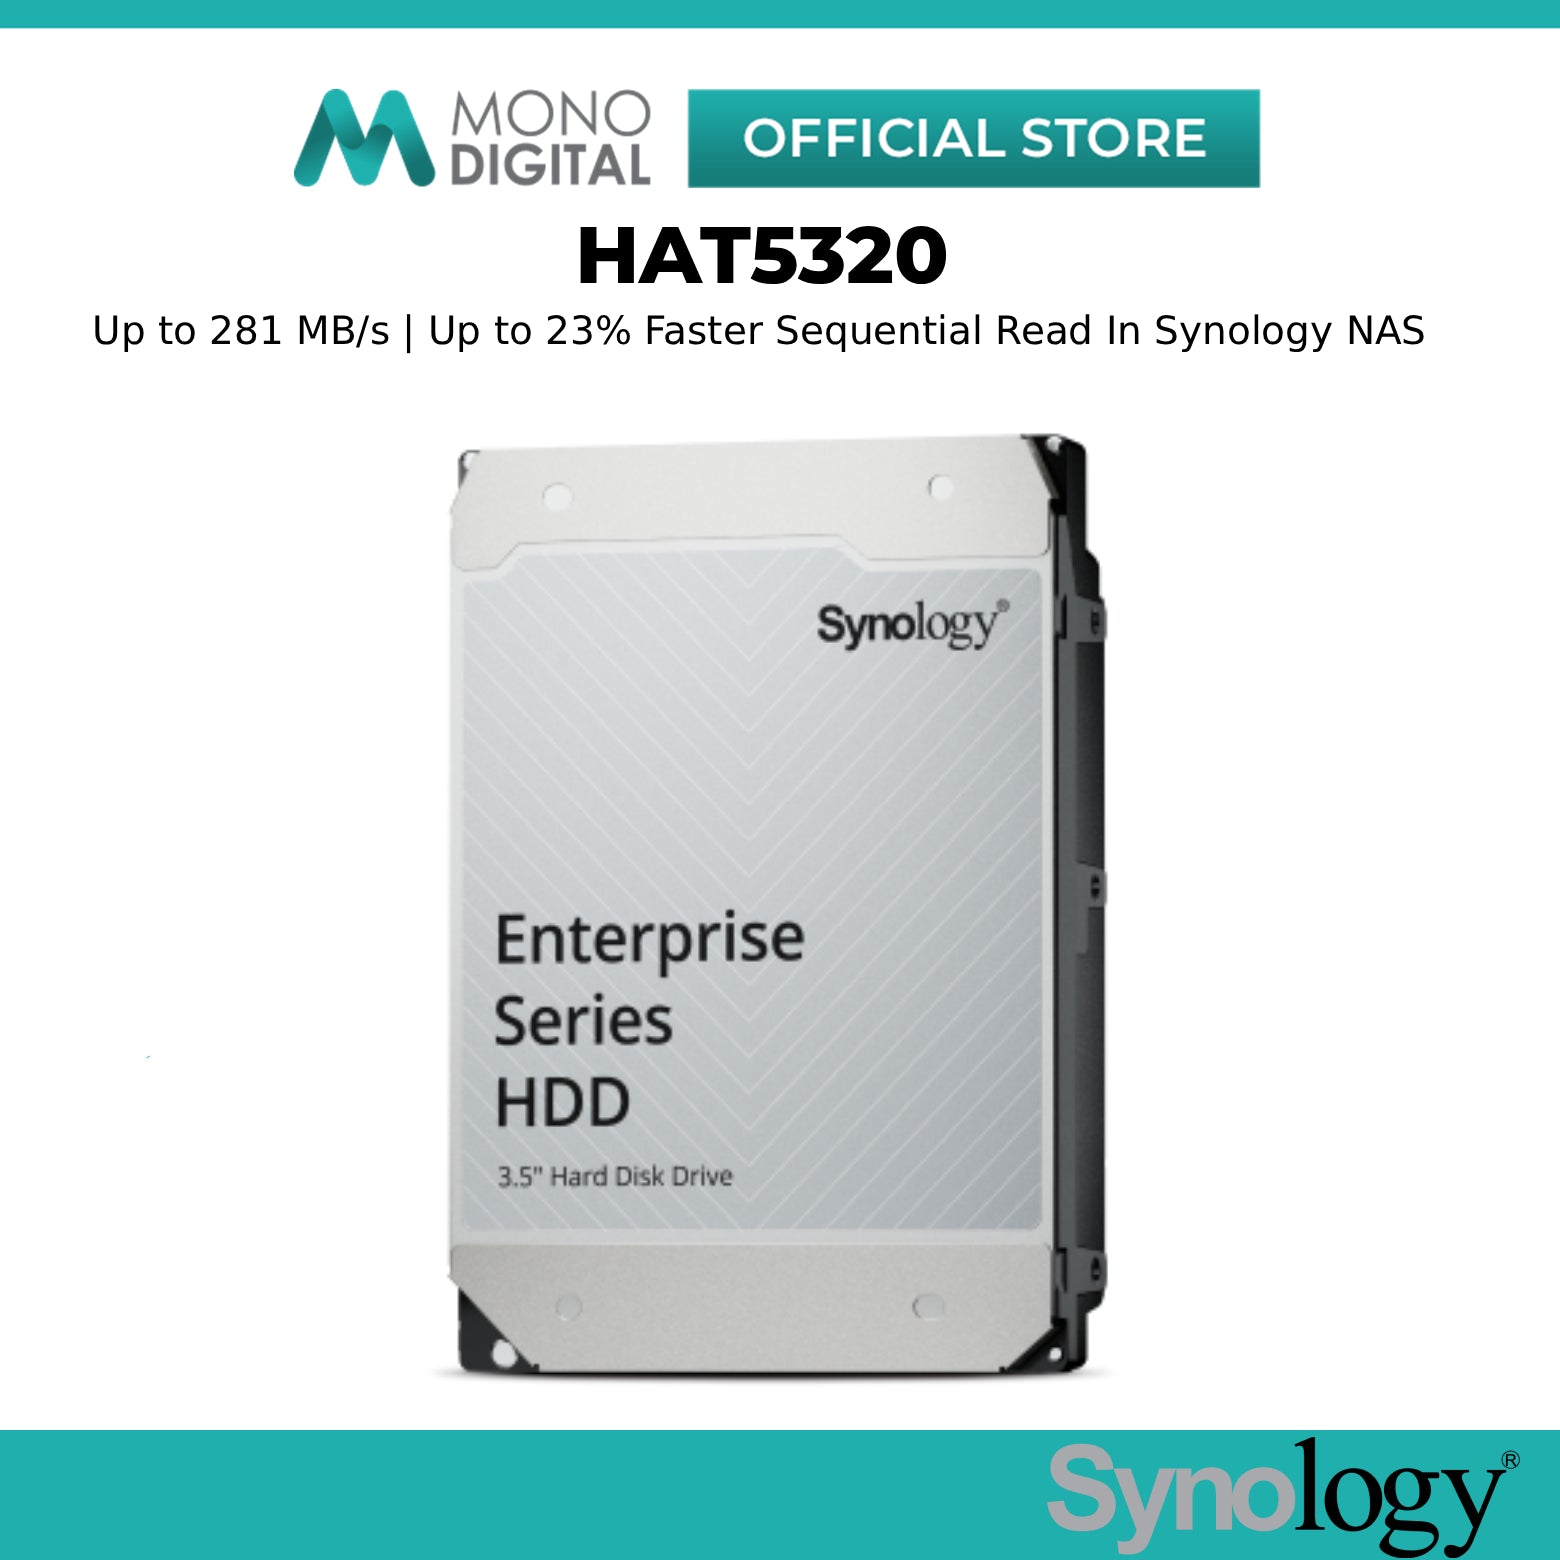 MONO
DIGITAL
OFFICIAL STORE
HAT5320
Up to 281 MB/s | Up to 23% Faster Sequential Read In Synology NAS
Synology®
Enterprise
Series
HDD
3.5" Hard Disk Drive
Synology®